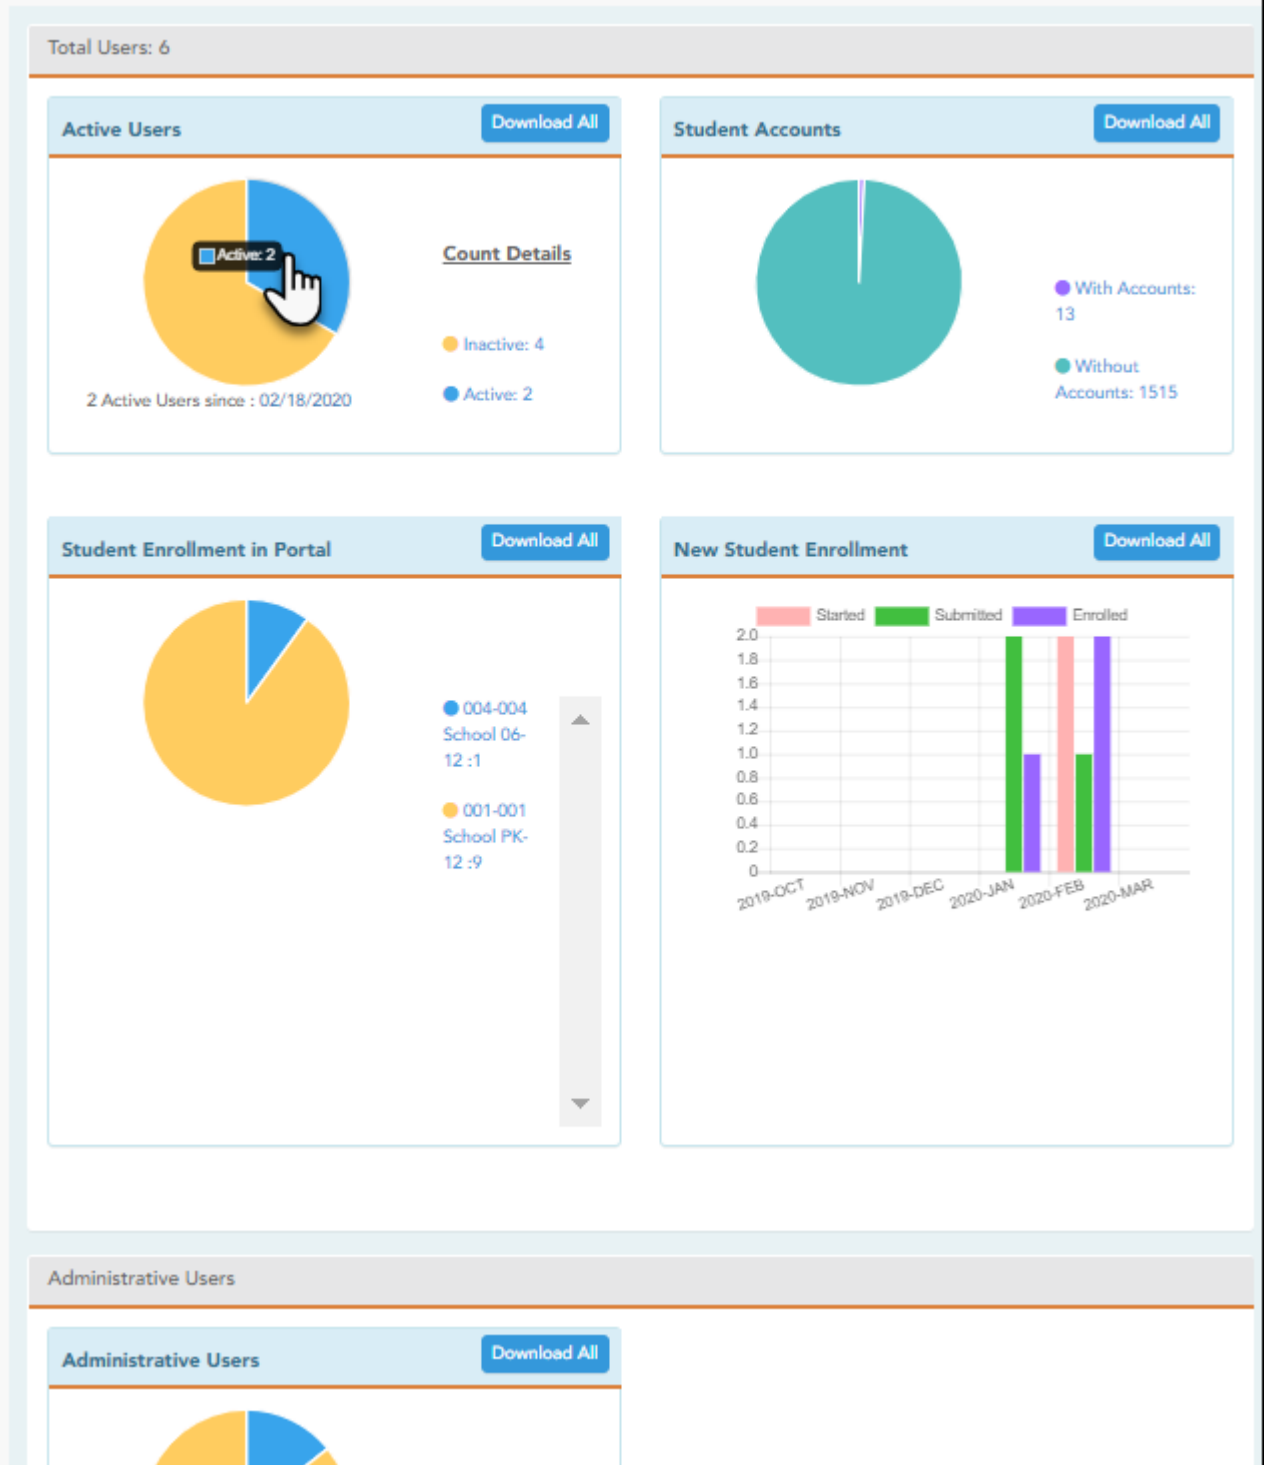 Total Users: 6
Active Users
Download All
Active: 2
Count Details
Inactive: 4
Active: 2
2 Active Users since : 02/18/2020
Student Accounts
Download All
With Accounts:
13
Without
Accounts: 1515
Student Enrollment in Portal
Download All
004-004
School 06-
12 :1
001-001
School PK-
12 :9
New Student Enrollment
Download All
Started Submitted Enrolled
2.0
1.8
1.6
1.4
1.2
1.0
0.8
0.6
0.4
0.2
0
2019-OCT 2019-NOV 2019-DEC 2020-JAN 2020-FEB 2020-MAR
Administrative Users
Administrative Users
Download All